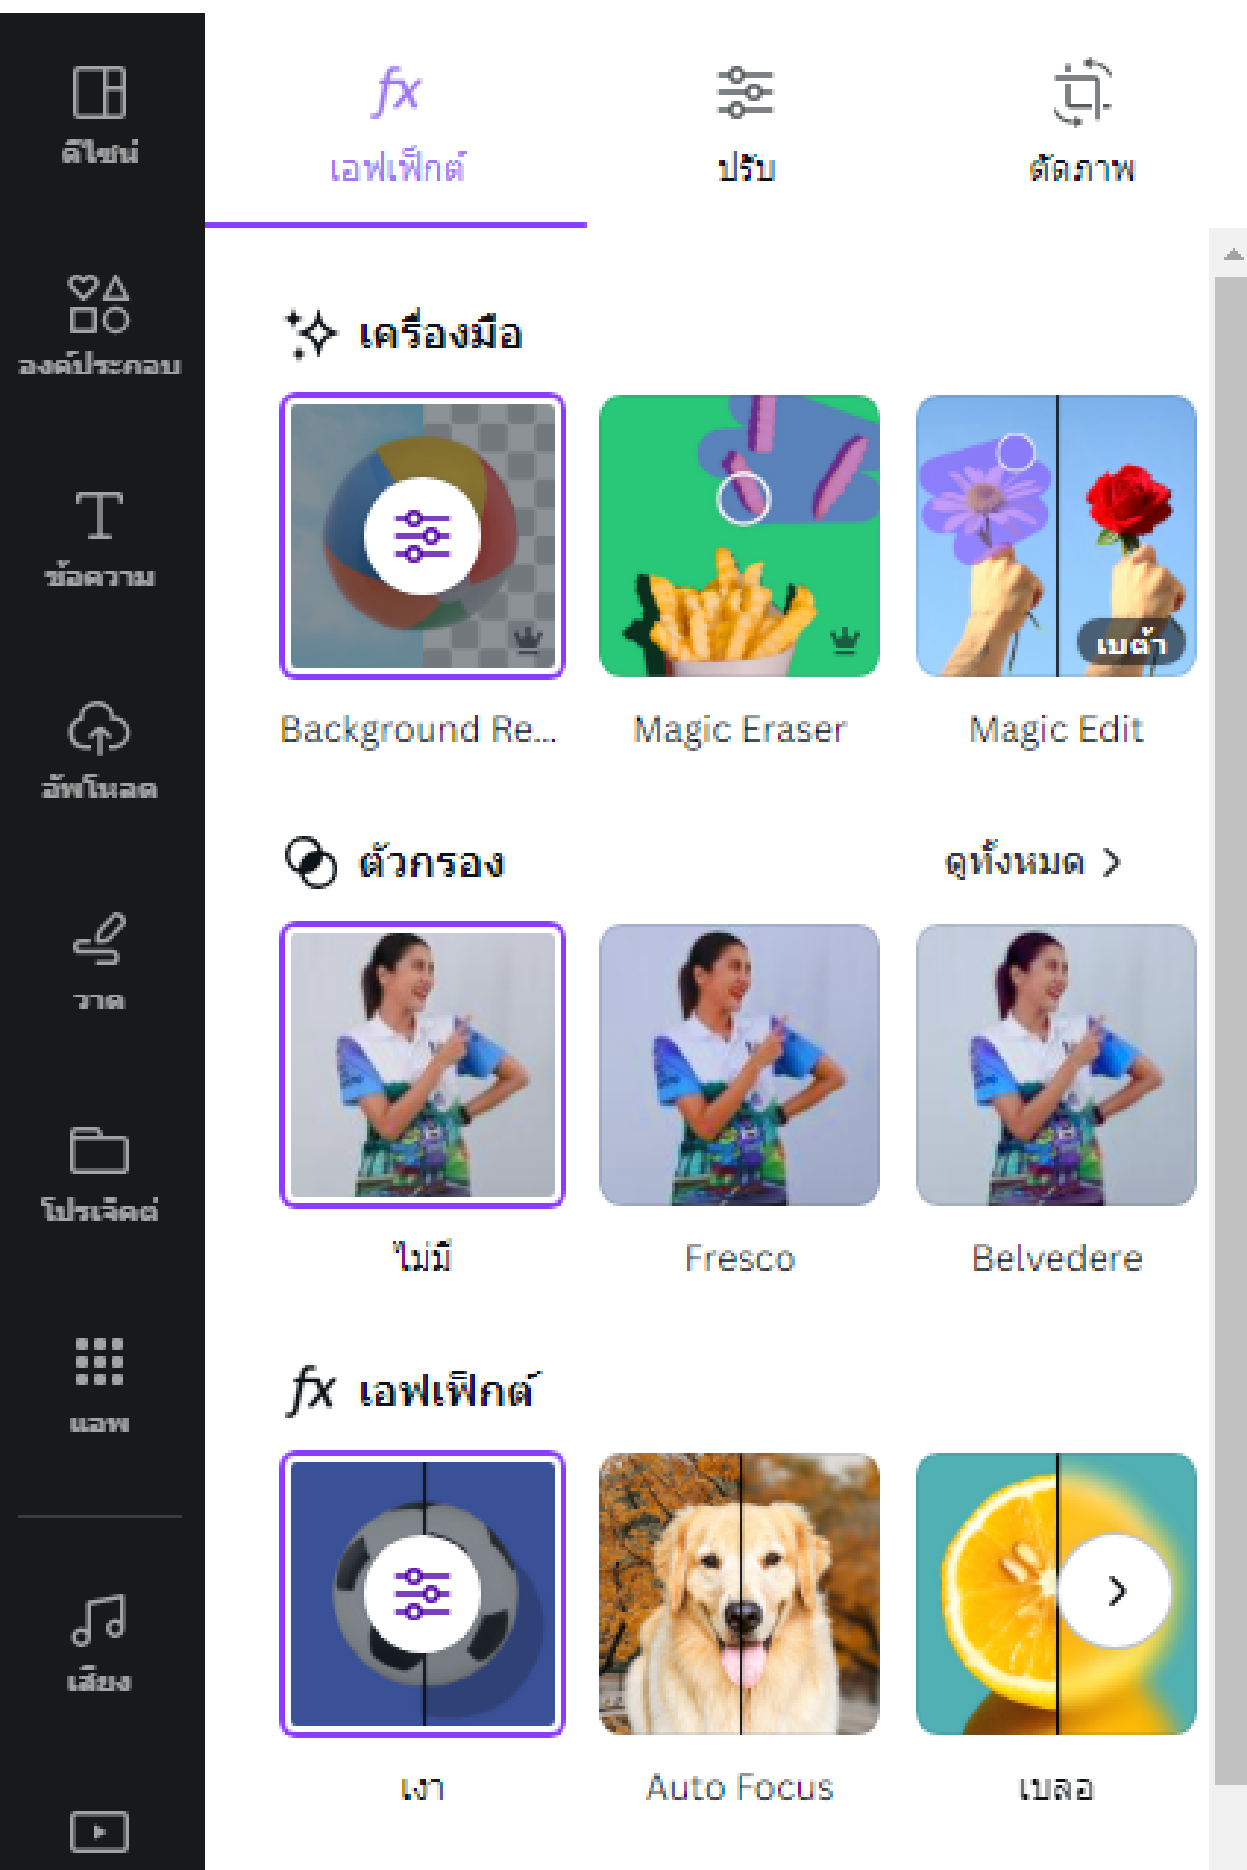 ดีไซน์
องค์ประกอบ
ข้อความ
อัพโหลด
วาด
โปรเจ็คต์
แอพ
เสียง
เอฟเฟ็กต์
ปรับ
ตัดภาพ
เครื่องมือ
เบต้า
Background Re...
Magic Eraser
Magic Edit
ตัวกรอง
ดูทั้งหมด
ไม่มี
Fresco
Belvedere
fx เอฟเฟ็กต์
เงา
Auto Focus
เบลอ